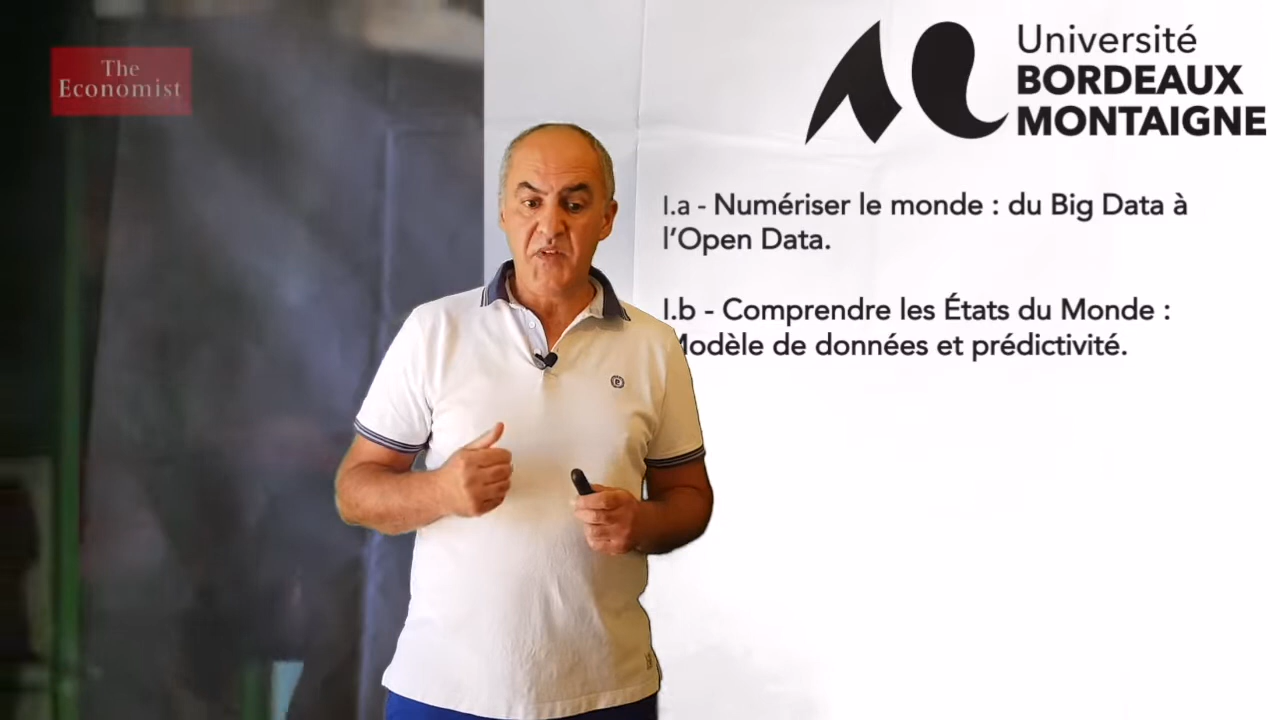 The
Economist
Université
BORDEAUX
MONTAIGNE
I.a - Numériser le monde : du Big Data à
l'Open Data.
I.b - Comprendre les États du Monde :
Modèle de données et prédictivité.